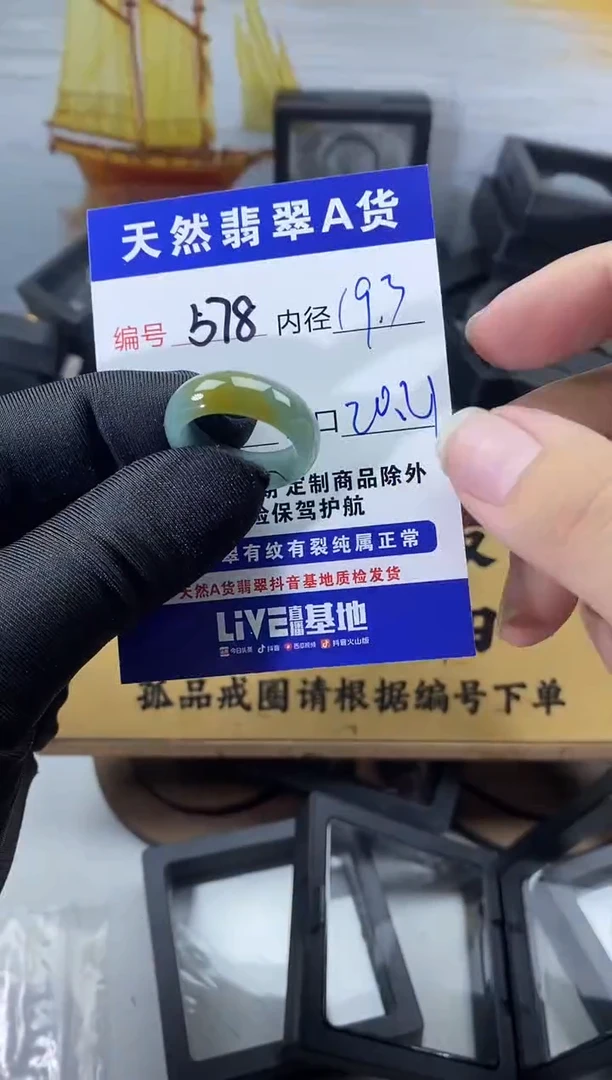 天然翡翠A货
编号 578 内径 19.3
口
定制商品除外
保驾护航
有纹有裂纯属正常
天然A货翡翠抖音基地质检发货
LIVE直播基地
今日头条 抖音 西瓜视频 抖音火山版
孤品戒圈请根据编号下单